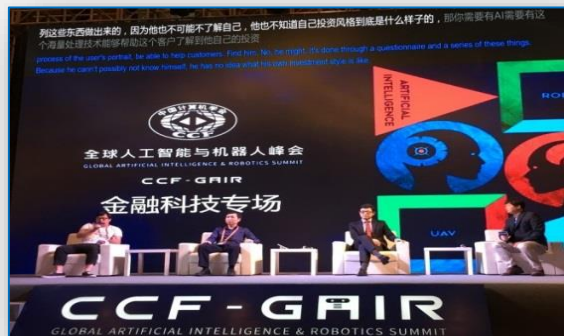 列这些东西做出来的，因为他也不可能不了解自己，他也不知道自己投资风格到底是什么样子的，那你需要有AI需要有这
个海量处理技术能够帮助这个客户了解到他自己的投资
process of the user's portrait, be able to help customers. Find him. No, be might, it's done through a questionnaire and a series of these things.
Because he can't possibly not know himself, he has no idea what his own investment style is like.
ARTIFICIAL
INTELLIGENCE
中国计算机学会
CCF
全球人工智能与机器人峰会
GLOBAL ARTIFICIAL INTELLIGENCE & ROBOTICS SUMMIT
CCF-GAIR
金融科技专场
UAV
CCF-GAIR
GLOBAL ARTIFICIAL INTELLIGENCE & ROBOTICS SUMMIT